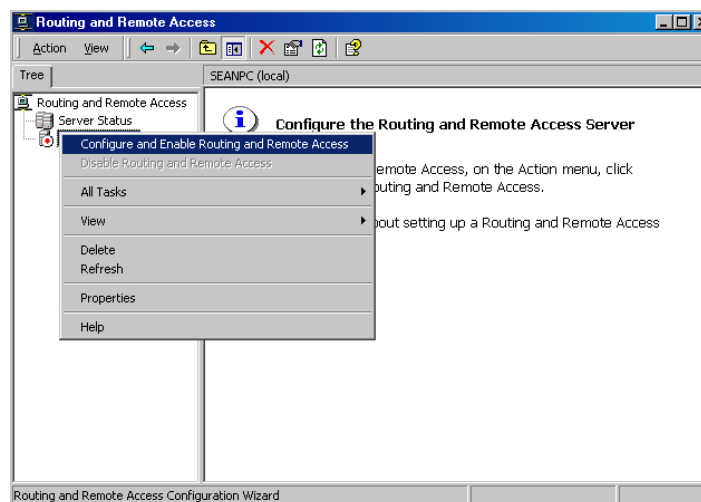 Routing and Remote Access
Action View
Tree
SEANPC (local)
Routing and Remote Access
Server Status
Configure the Routing and Remote Access Server
Configure and Enable Routing and Remote Access
Disable Routing and Remote Access
emote Access, on the Action menu, click
outing and Remote Access.
All Tasks
View
bout setting up a Routing and Remote Access
Delete
Refresh
Properties
Help
Routing and Remote Access Configuration Wizard